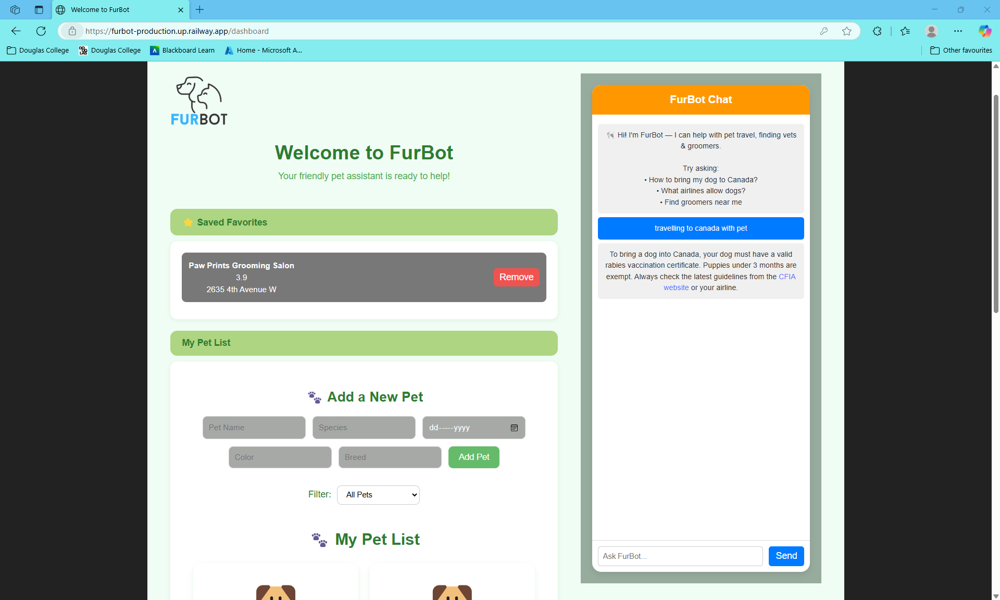 Welcome to FurBot
https://furbot-production.up.railway.app/dashboard
Douglas College
Douglas College
Blackboard Learn
Home - Microsoft A...
Other favourites
FURBOT
Welcome to FurBot
Your friendly pet assistant is ready to help!
Saved Favorites
Paw Prints Grooming Salon
3.9
2635 4th Avenue W
Remove
My Pet List
Add a New Pet
Pet Name
Species
dd-----yyyy
Color
Breed
Add Pet
Filter:
All Pets
My Pet List
FurBot Chat
Hi! I'm FurBot — I can help with pet travel, finding vets
& groomers.
Try asking:
• How to bring my dog to Canada?
• What airlines allow dogs?
• Find groomers near me
travelling to canada with pet
To bring a dog into Canada, your dog must have a valid
rabies vaccination certificate. Puppies under 3 months are
exempt. Always check the latest guidelines from the CFIA
website or your airline.
Ask FurBot...
Send